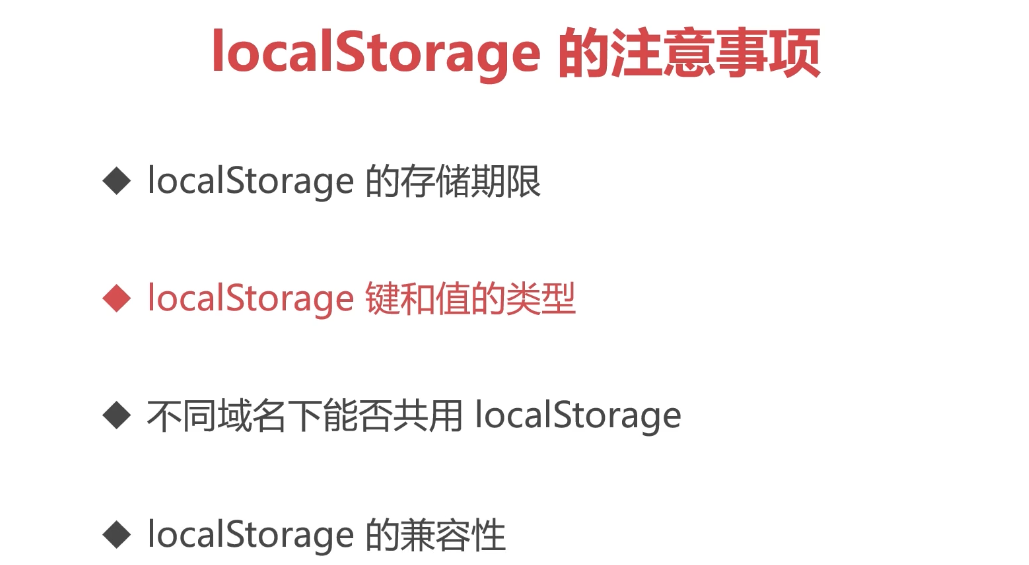 localStorage 的注意事项
◆ localStorage 的存储期限
◆ localStorage 键和值的类型
◆ 不同域名下能否共用 localStorage
◆ localStorage 的兼容性